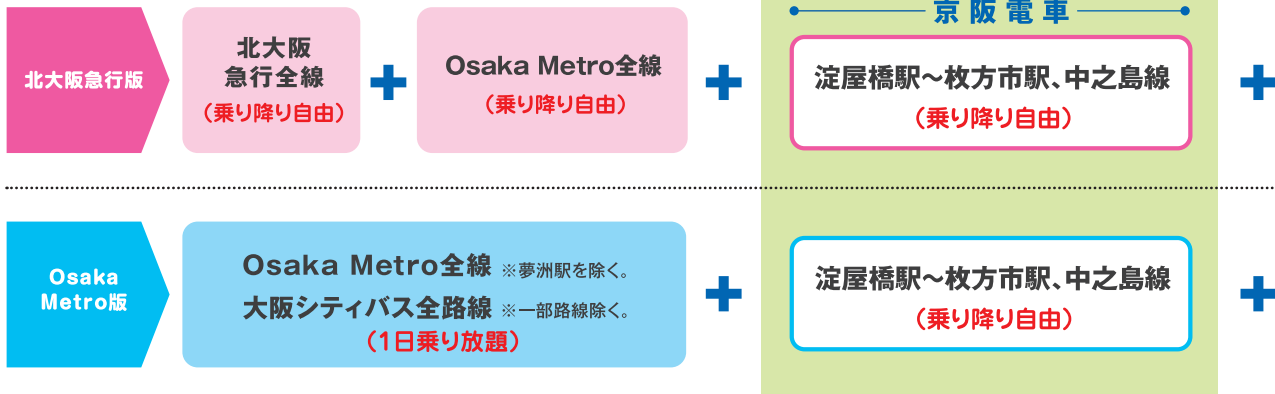 京阪電車
北大阪急行版
北大阪
急行全線
(乗り降り自由)
+
Osaka Metro全線
(乗り降り自由)
+
淀屋橋駅～枚方市駅、中之島線
(乗り降り自由)
+
Osaka
Metro版
Osaka Metro全線 ※夢洲駅を除く。
大阪シティバス全路線 ※一部路線除く。
(1日乗り放題)
+
淀屋橋駅～枚方市駅、中之島線
(乗り降り自由)
+